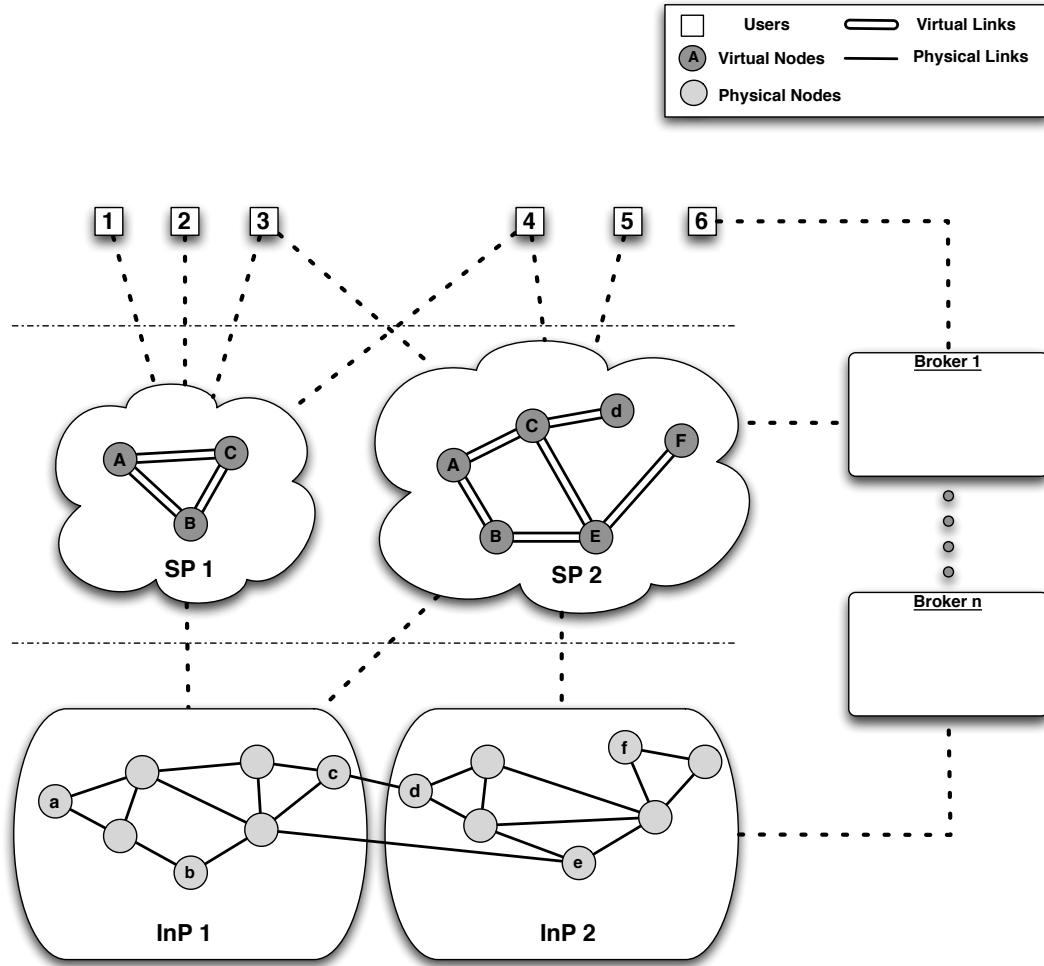 Users
Virtual Links
A
Virtual Nodes
Physical Links
Physical Nodes
1
2
3
4
5
6
Broker 1
d
C
F
A
C
A
B
B
E
SP 1
SP 2
Broker n
f
c
d
a
b
e
InP 1
InP 2